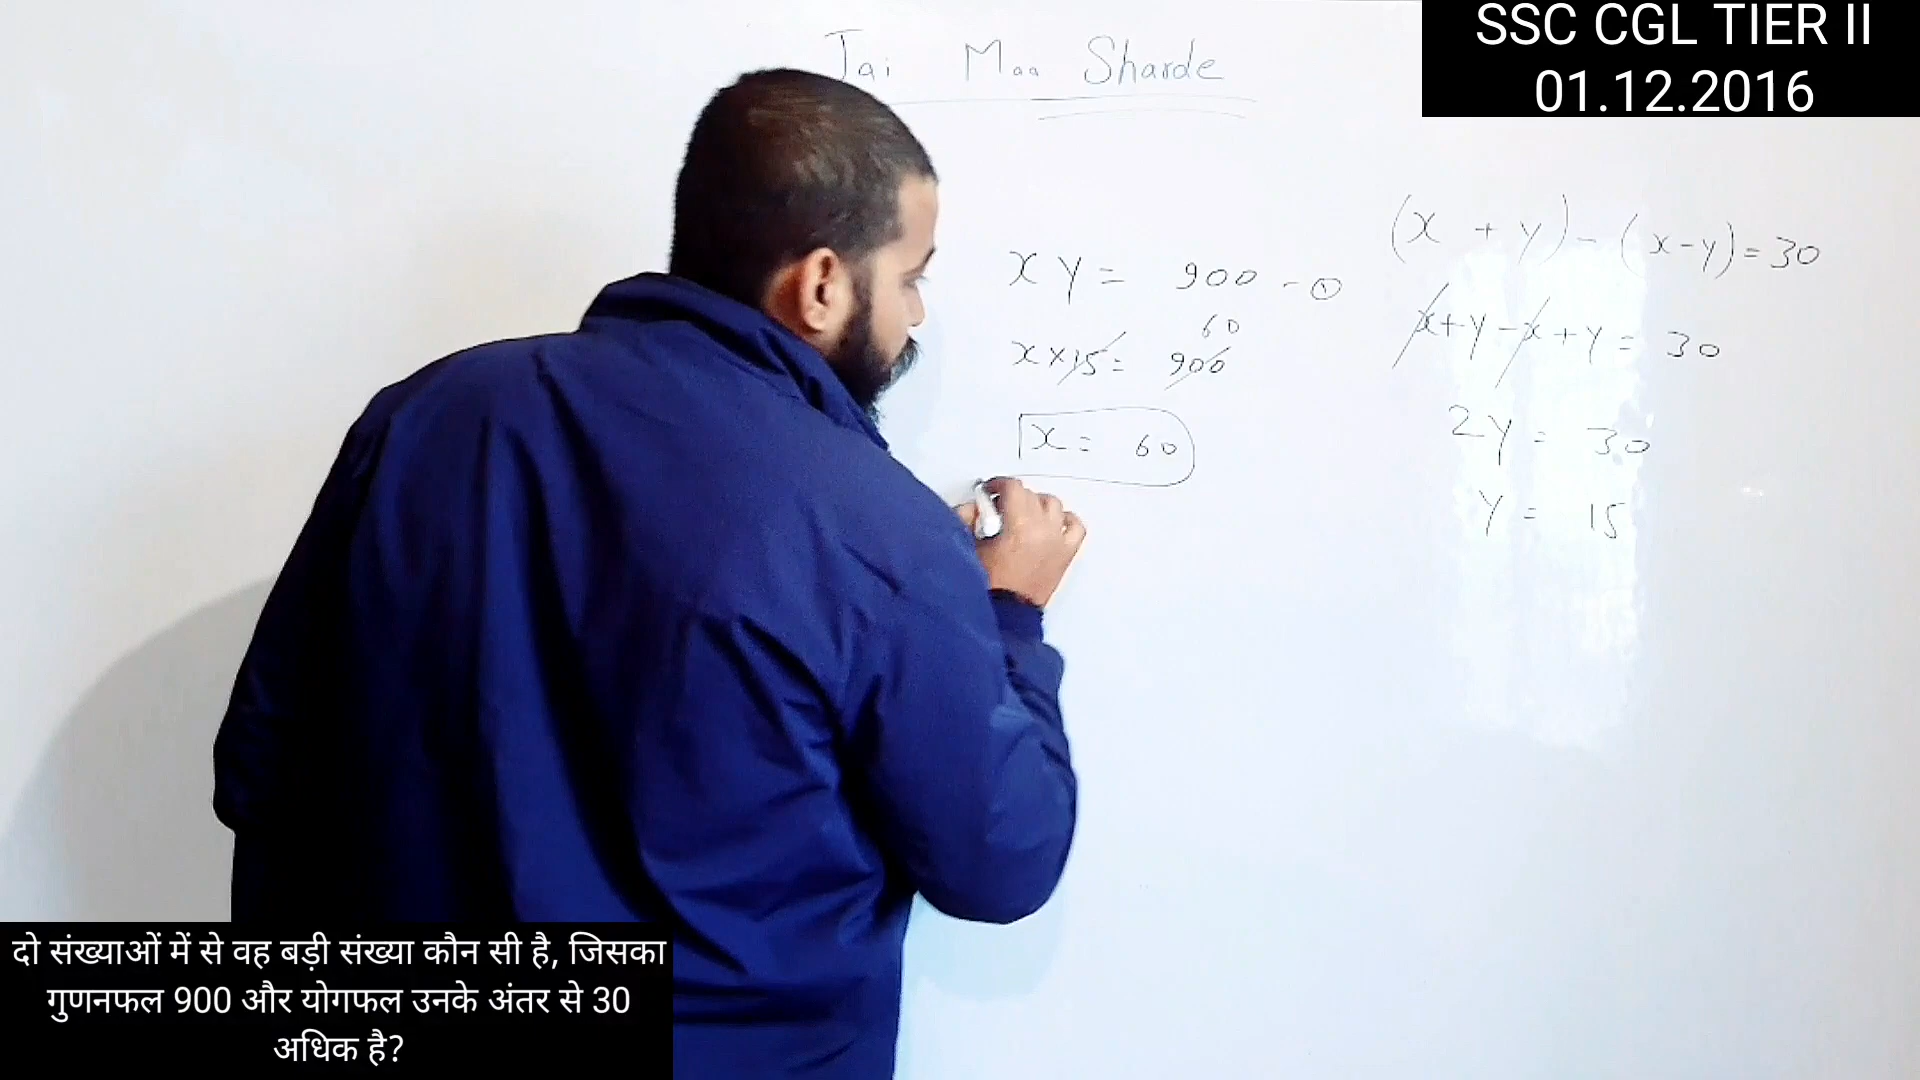 SSC CGL TIER II
01.12.2016
Jai Maa Sharde
x y = 900 - ①
60
x × 15 = 900
x = 60
(x + y) - (x - y) = 30
x + y - x + y = 30
2y = 30
y = 15
दो संख्याओं में से वह बड़ी संख्या कौन सी है, जिसका
गुणनफल 900 और योगफल उनके अंतर से 30
अधिक है?